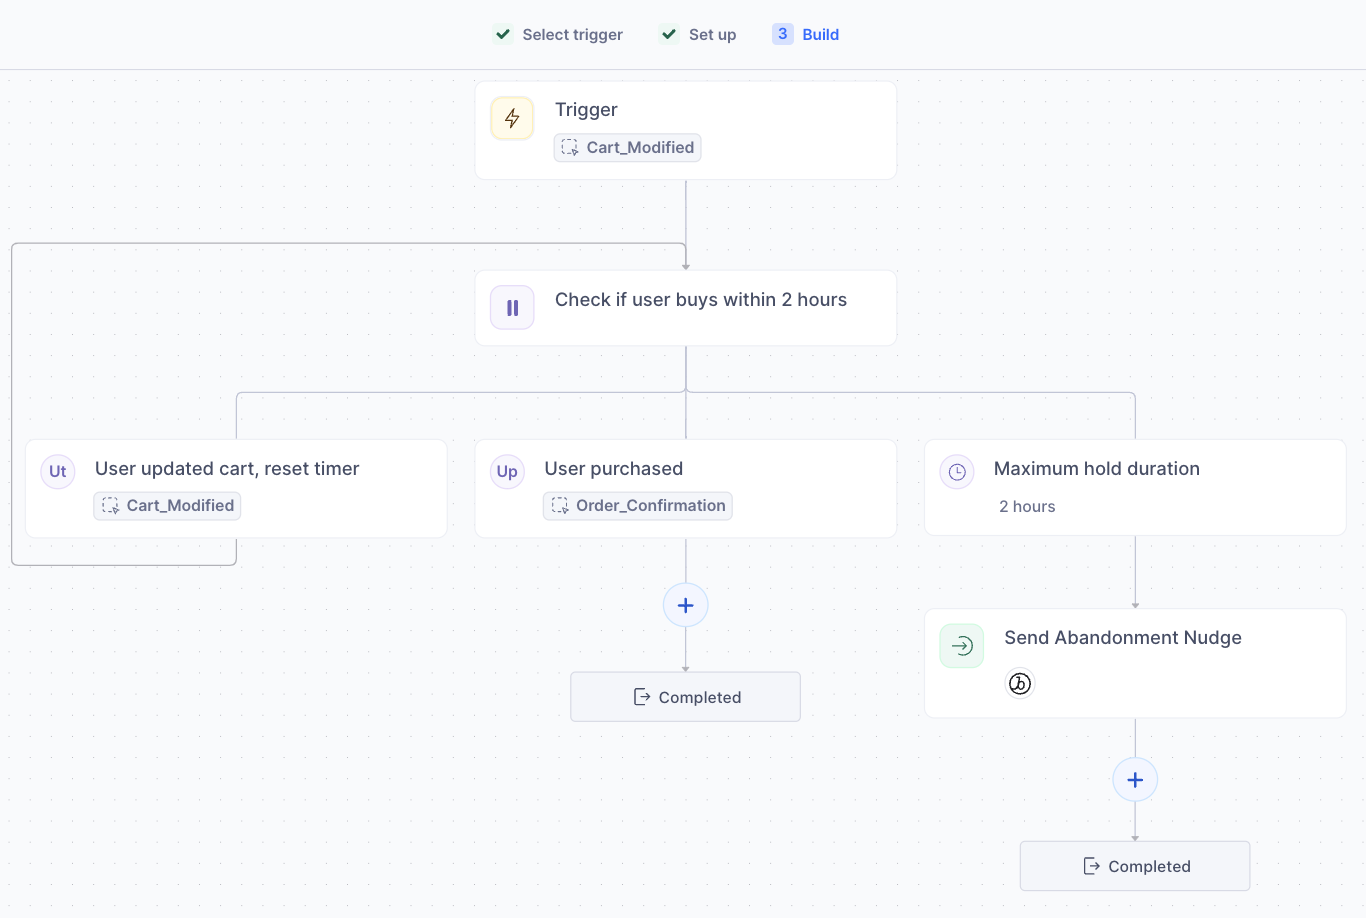 Select trigger
Set up
3 Build
Trigger
Cart_Modified
Check if user buys within 2 hours
Ut User updated cart, reset timer
Cart_Modified
Up User purchased
Order_Confirmation
Maximum hold duration
2 hours
Send Abandonment Nudge
b
Completed
Completed